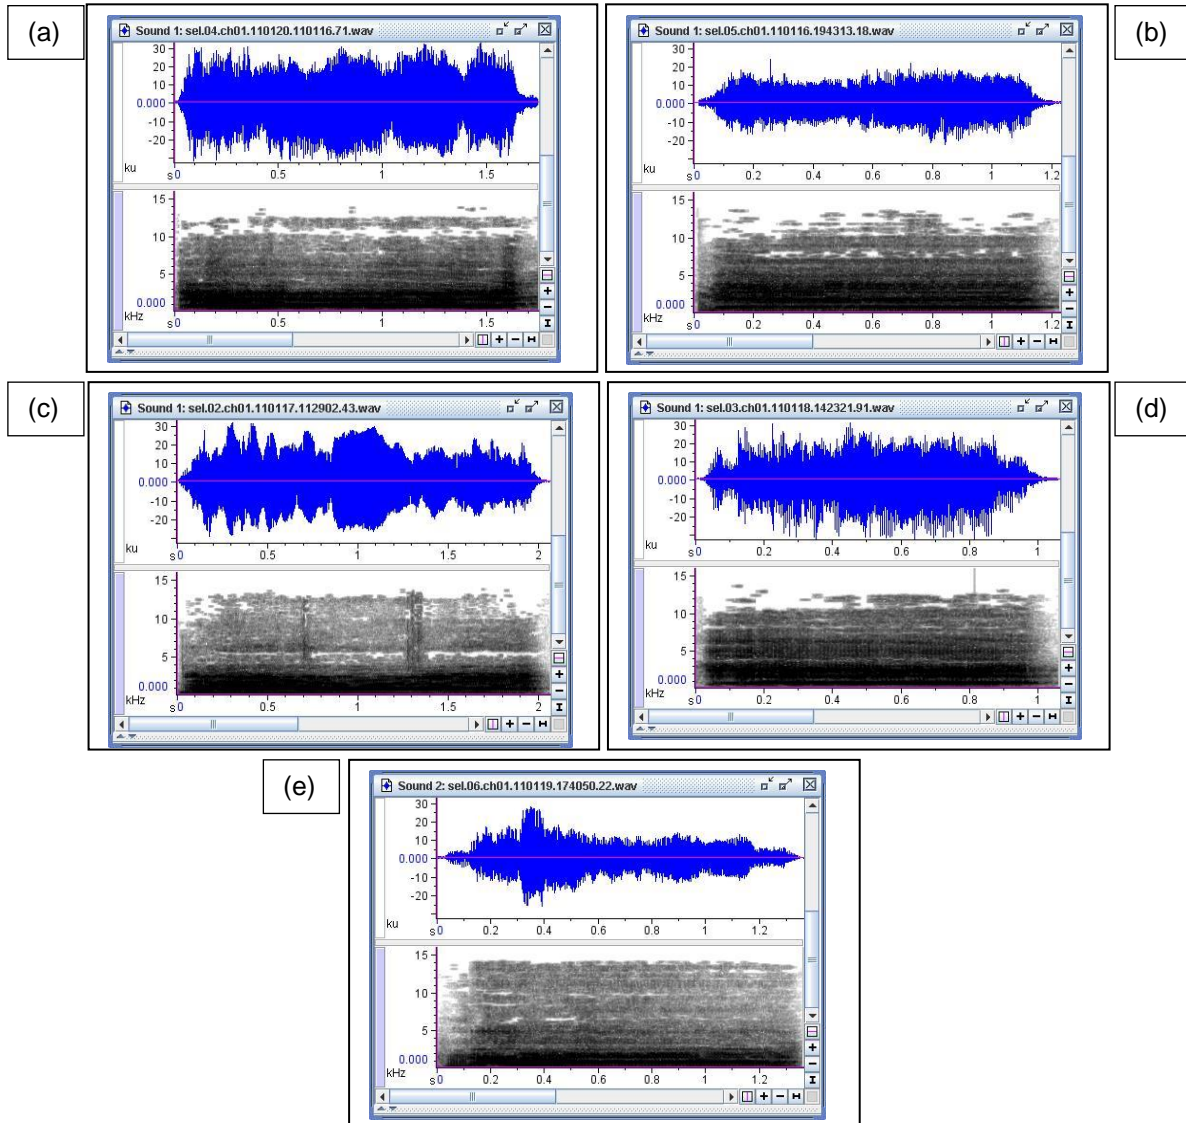 (a)
Sound 1: sel.04.ch01.110120.110116.71.wav
30
20
10
0.000
-10
-20
ku
s0 0.5 1 1.5
15
10
5
0.000
kHz
s0 0.5 1 1.5
(b)
Sound 1: sel.05.ch01.110116.194313.18.wav
30
20
10
0.000
-10
-20
ku
s0 0.2 0.4 0.6 0.8 1 1.2
15
10
5
0.000
kHz
s0 0.2 0.4 0.6 0.8 1 1.2
(c)
Sound 1: sel.02.ch01.110117.112902.43.wav
30
20
10
0.000
-10
-20
ku
s0 0.5 1 1.5 2
15
10
5
0.000
kHz
s0 0.5 1 1.5 2
(d)
Sound 1: sel.03.ch01.110118.142321.91.wav
30
20
10
0.000
-10
-20
ku
s0 0.2 0.4 0.6 0.8 1
15
10
5
0.000
kHz
s0 0.2 0.4 0.6 0.8 1
(e)
Sound 2: sel.06.ch01.110119.174050.22.wav
30
20
10
0.000
-10
-20
ku
s0 0.2 0.4 0.6 0.8 1 1.2
15
10
5
0.000
kHz
s0 0.2 0.4 0.6 0.8 1 1.2